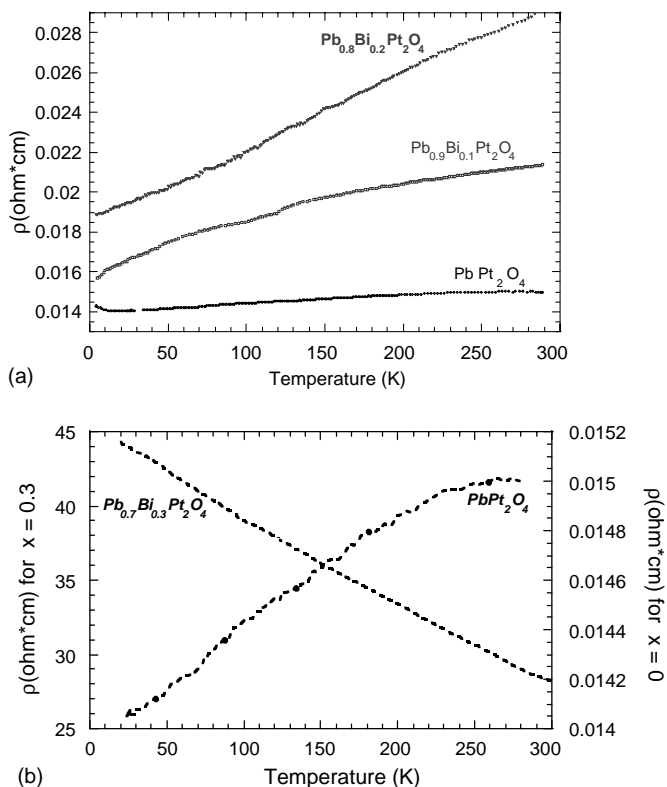 0.028
0.026
0.024
0.022
0.02
0.018
0.016
0.014
ρ(ohm*cm)
Pb0.8Bi0.2Pt2O4
Pb0.9Bi0.1Pt2O4
Pb Pt2O4
0 50 100 150 200 250 300
Temperature (K)
(a)
45
40
35
30
25
ρ(ohm*cm) for x = 0.3
Pb0.7Bi0.3Pt2O4
PbPt2O4
0.0152
0.015
0.0148
0.0146
0.0144
0.0142
0.014
ρ(ohm*cm) for x = 0
0 50 100 150 200 250 300
Temperature (K)
(b)